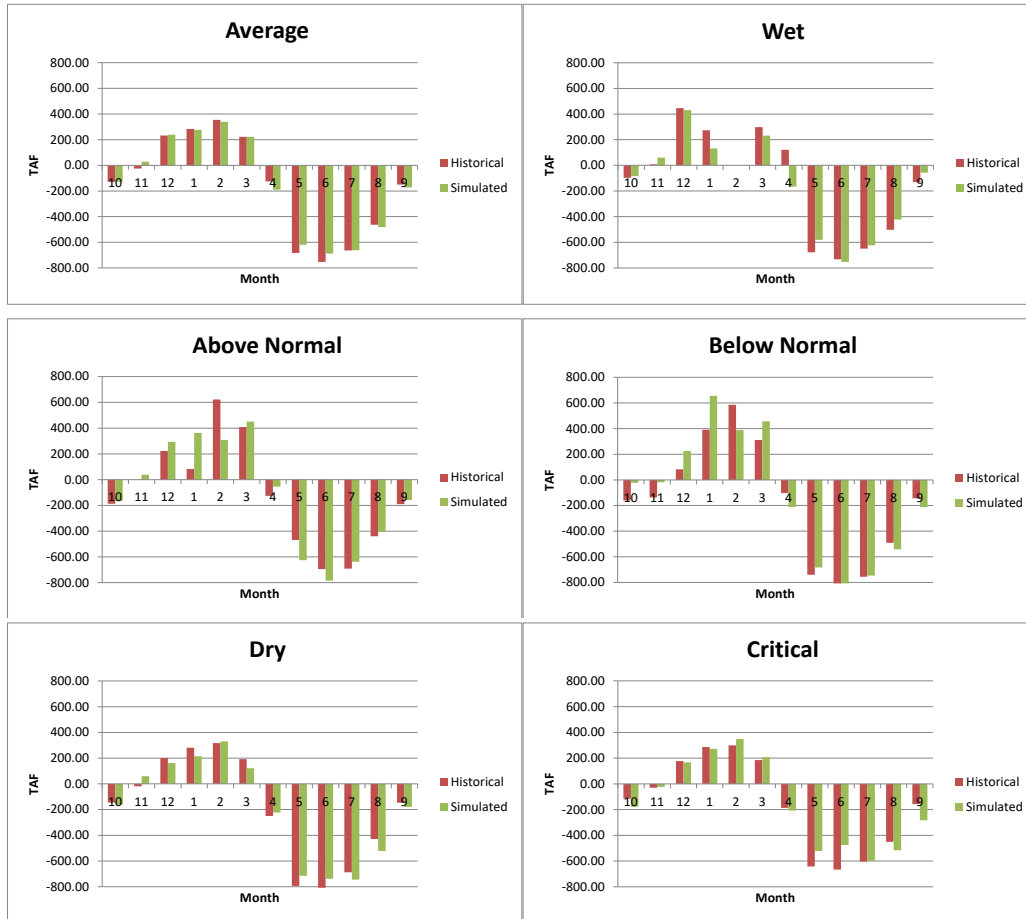 Average
800.00
600.00
400.00
200.00
0.00
-200.00
-400.00
-600.00
-800.00
TAF
10 11 12 1 2 3 4 5 6 7 8 9
Month
Historical
Simulated
Wet
800.00
600.00
400.00
200.00
0.00
-200.00
-400.00
-600.00
-800.00
TAF
10 11 12 1 2 3 4 5 6 7 8 9
Month
Historical
Simulated
Above Normal
800.00
600.00
400.00
200.00
0.00
-200.00
-400.00
-600.00
-800.00
TAF
10 11 12 1 2 3 4 5 6 7 8 9
Month
Historical
Simulated
Below Normal
800.00
600.00
400.00
200.00
0.00
-200.00
-400.00
-600.00
-800.00
TAF
10 11 12 1 2 3 4 5 6 7 8 9
Month
Historical
Simulated
Dry
800.00
600.00
400.00
200.00
0.00
-200.00
-400.00
-600.00
-800.00
TAF
10 11 12 1 2 3 4 5 6 7 8 9
Month
Historical
Simulated
Critical
800.00
600.00
400.00
200.00
0.00
-200.00
-400.00
-600.00
-800.00
TAF
10 11 12 1 2 3 4 5 6 7 8 9
Month
Historical
Simulated